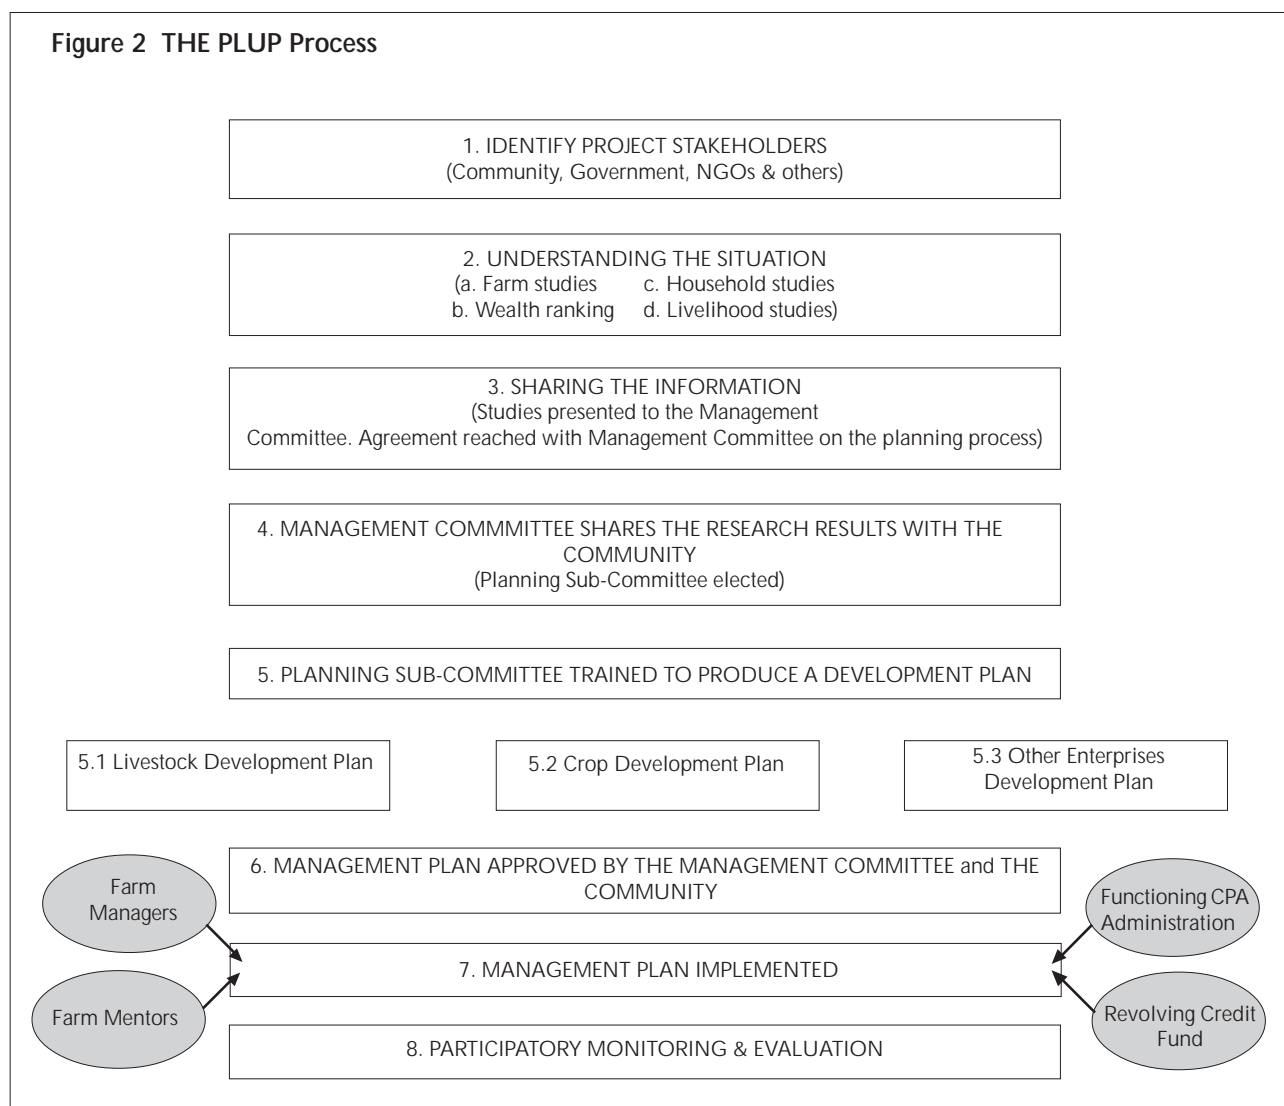 Figure 2 THE PLUP Process
1. IDENTIFY PROJECT STAKEHOLDERS
(Community, Government, NGOs & others)
2. UNDERSTANDING THE SITUATION
(a. Farm studies c. Household studies
b. Wealth ranking d. Livelihood studies)
3. SHARING THE INFORMATION
(Studies presented to the Management
Committee. Agreement reached with Management Committee on the planning process)
4. MANAGEMENT COMMMITTEE SHARES THE RESEARCH RESULTS WITH THE
COMMUNITY
(Planning Sub-Committee elected)
5. PLANNING SUB-COMMITTEE TRAINED TO PRODUCE A DEVELOPMENT PLAN
5.1 Livestock Development Plan
5.2 Crop Development Plan
5.3 Other Enterprises
Development Plan
6. MANAGEMENT PLAN APPROVED BY THE MANAGEMENT COMMITTEE and THE
COMMUNITY
Farm
Managers
Functioning CPA
Administration
7. MANAGEMENT PLAN IMPLEMENTED
Farm Mentors
Revolving Credit
Fund
8. PARTICIPATORY MONITORING & EVALUATION